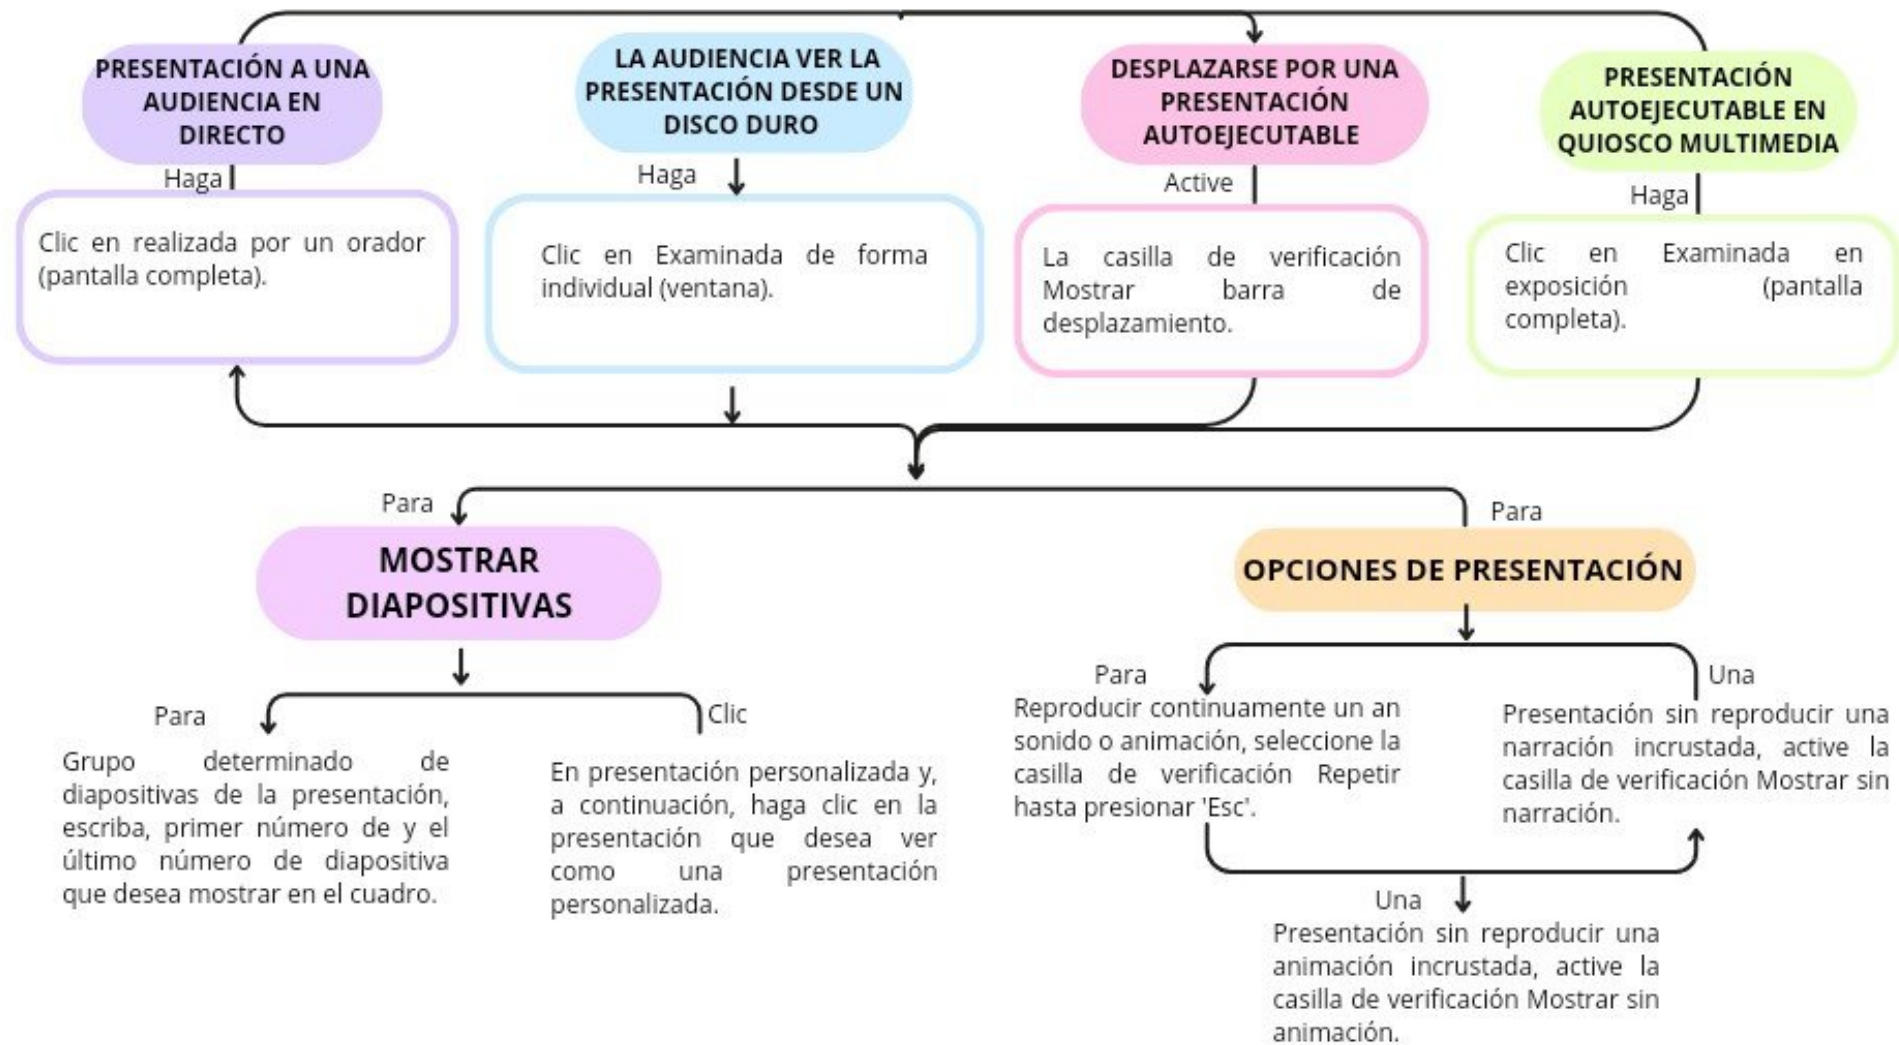 PRESENTACIÓN A UNA
AUDIENCIA EN
DIRECTO
Haga
Clic en realizada por un orador
(pantalla completa).
LA AUDIENCIA VER LA
PRESENTACIÓN DESDE UN
DISCO DURO
Haga
Clic en Examinada de forma
individual (ventana).
DESPLAZARSE POR UNA
PRESENTACIÓN
AUTOEJECUTABLE
Active
La casilla de verificación
Mostrar barra de
desplazamiento.
PRESENTACIÓN
AUTOEJECUTABLE EN
QUIOSCO MULTIMEDIA
Haga
Clic en Examinada en
exposición (pantalla
completa).
Para
MOSTRAR
DIAPOSITIVAS
Para
Grupo determinado de
diapositivas de la presentación,
escriba, primer número de y el
último número de diapositiva
que desea mostrar en el cuadro.
Clic
En presentación personalizada y,
a continuación, haga clic en la
presentación que desea ver
como una presentación
personalizada.
Para
OPCIONES DE PRESENTACIÓN
Para
Reproducir continuamente un an
sonido o animación, seleccione la
casilla de verificación Repetir
hasta presionar 'Esc'.
Una
Presentación sin reproducir una
narración incrustada, active la
casilla de verificación Mostrar sin
narración.
Una
Presentación sin reproducir una
animación incrustada, active la
casilla de verificación Mostrar sin
animación.